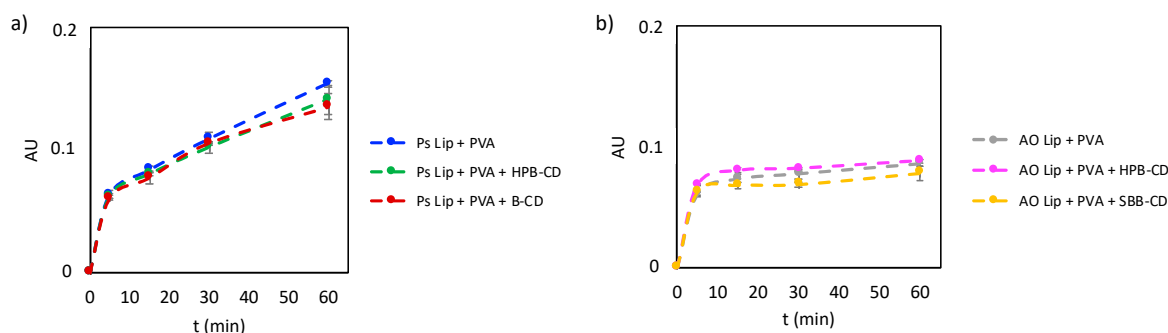 a)
0.2
0.1
0
AU
0 10 20 30 40 50 60
t (min)
Ps Lip + PVA
Ps Lip + PVA + HPB-CD
Ps Lip + PVA + B-CD
b)
0.2
0.1
0
AU
0 10 20 30 40 50 60
t (min)
AO Lip + PVA
AO Lip + PVA + HPB-CD
AO Lip + PVA + SBB-CD